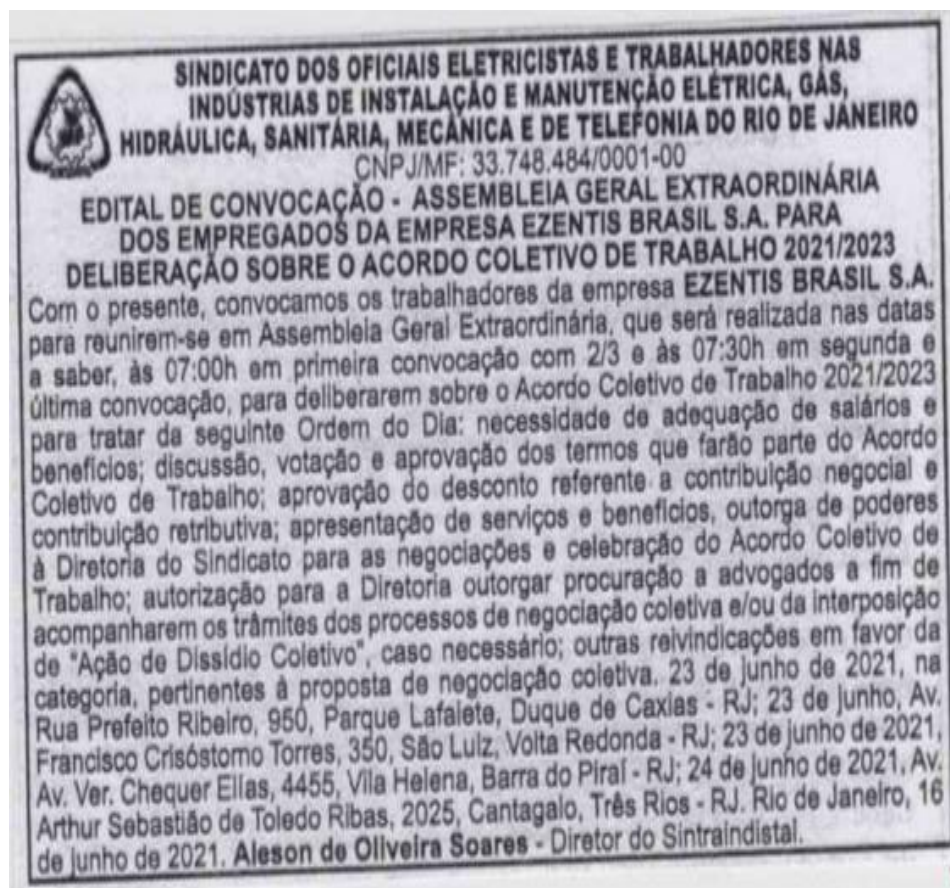 SINDICATO DOS OFICIAIS ELETRICISTAS E TRABALHADORES NAS
INDÚSTRIAS DE INSTALAÇÃO E MANUTENÇÃO ELÉTRICA, GÁS,
HIDRÁULICA, SANITÁRIA, MECÂNICA E DE TELEFONIA DO RIO DE JANEIRO
CNPJ/MF: 33.748.484/0001-00
EDITAL DE CONVOCAÇÃO - ASSEMBLEIA GERAL EXTRAORDINÁRIA
DOS EMPREGADOS DA EMPRESA EZENTIS BRASIL S.A. PARA
DELIBERAÇÃO SOBRE O ACORDO COLETIVO DE TRABALHO 2021/2023
Com o presente, convocamos os trabalhadores da empresa EZENTIS BRASIL S.A.
para reunirem-se em Assembleia Geral Extraordinária, que será realizada nas datas
a saber, às 07:00h em primeira convocação com 2/3 e às 07:30h em segunda e
última convocação, para deliberarem sobre o Acordo Coletivo de Trabalho 2021/2023
para tratar da seguinte Ordem do Dia: necessidade de adequação de salários e
benefícios; discussão, votação e aprovação dos termos que farão parte do Acordo
Coletivo de Trabalho; aprovação do desconto referente a contribuição negocial e
contribuição retributiva; apresentação de serviços e benefícios, outorga de poderes
à Diretoria do Sindicato para as negociações e celebração do Acordo Coletivo de
Trabalho; autorização para a Diretoria outorgar procuração a advogados a fim de
acompanharem os trâmites dos processos de negociação coletiva e/ou da interposição
de "Ação de Dissídio Coletivo", caso necessário; outras reivindicações em favor da
categoria, pertinentes à proposta de negociação coletiva. 23 de junho de 2021, na
Rua Prefeito Ribeiro, 950, Parque Lafaiete, Duque de Caxias - RJ; 23 de junho, Av.
Francisco Crisóstomo Torres, 350, São Luiz, Volta Redonda - RJ; 23 de junho de 2021,
Av. Ver. Chequer Elias, 4455, Vila Helena, Barra do Piraí - RJ; 24 de junho de 2021, Av.
Arthur Sebastião de Toledo Ribas, 2025, Cantagalo, Três Rios - RJ. Rio de Janeiro, 16
de junho de 2021. Aleson de Oliveira Soares - Diretor do Sintraindistal.